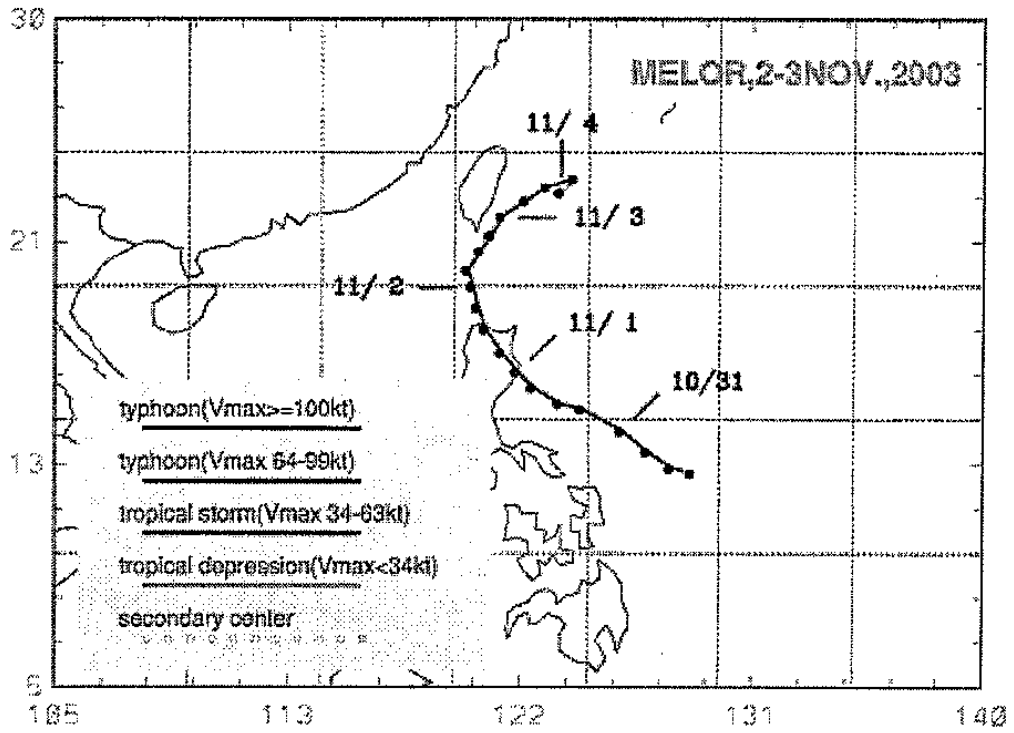 30
MELOR,2-3NOV.,2003
11/ 4
11/ 3
21
11/ 2
11/ 1
10/31
typhoon(Vmax>=100kt)
typhoon(Vmax 64-99kt)
13
tropical storm(Vmax 34-63kt)
tropical depression(Vmax<34kt)
secondary center
6
105
113
122
131
140